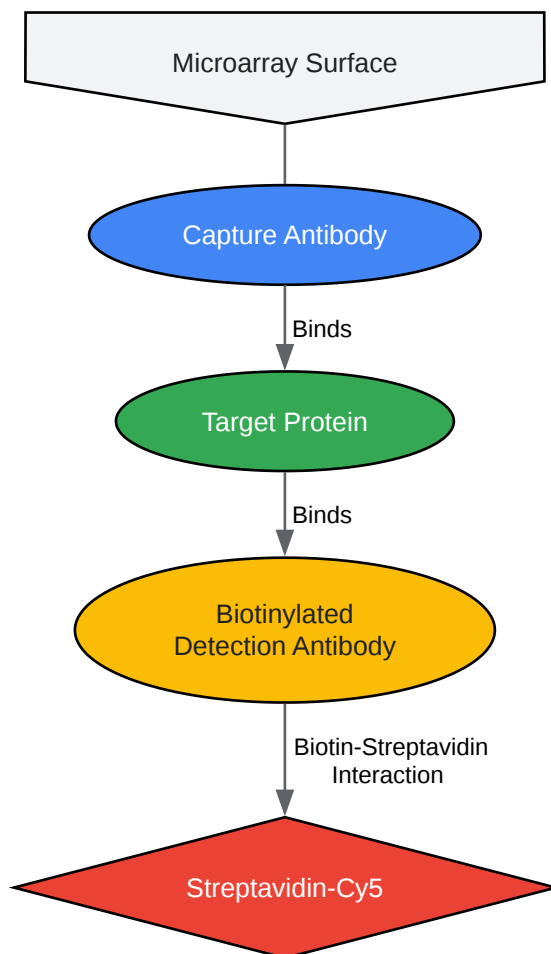 Microarray Surface
Capture Antibody
Binds
Target Protein
Binds
Biotinylated
Detection Antibody
Biotin-Streptavidin
Interaction
Streptavidin-Cy5